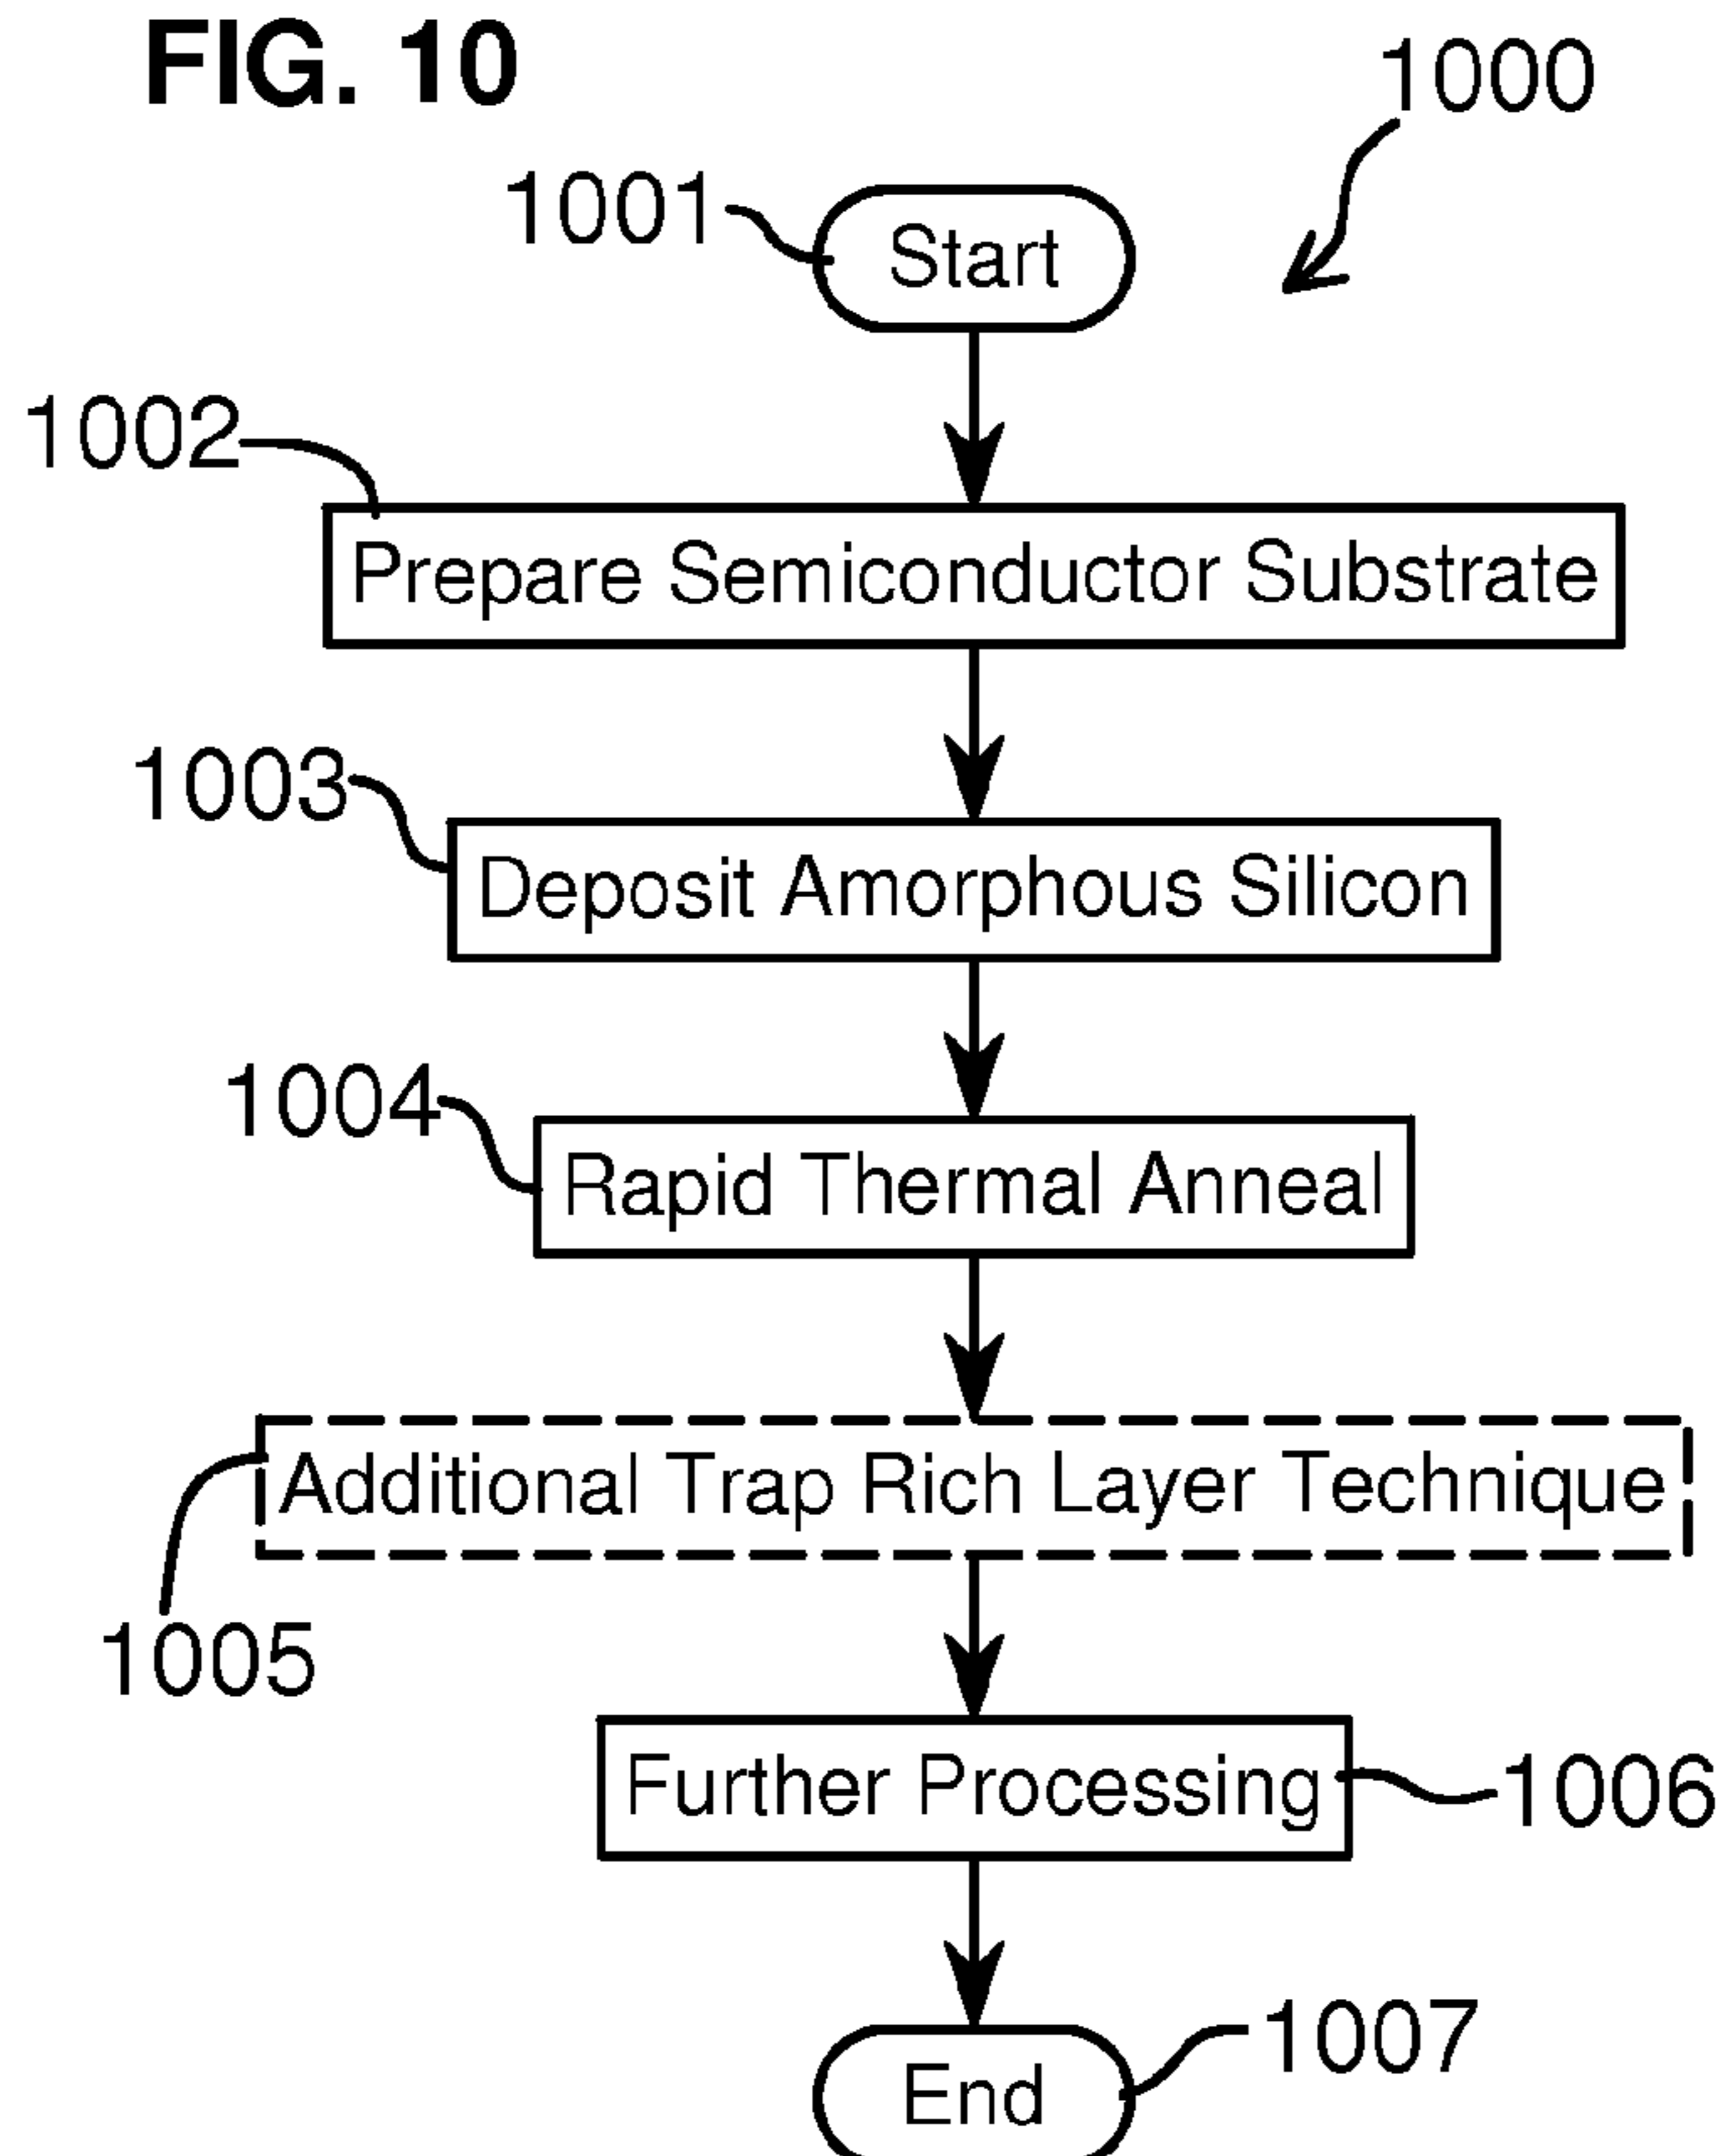 FIG. 10
1000
1001
Start
1002
Prepare Semiconductor Substrate
1003
Deposit Amorphous Silicon
1004
Rapid Thermal Anneal
Additional Trap Rich Layer Technique
1005
Further Processing
1006
1007
End